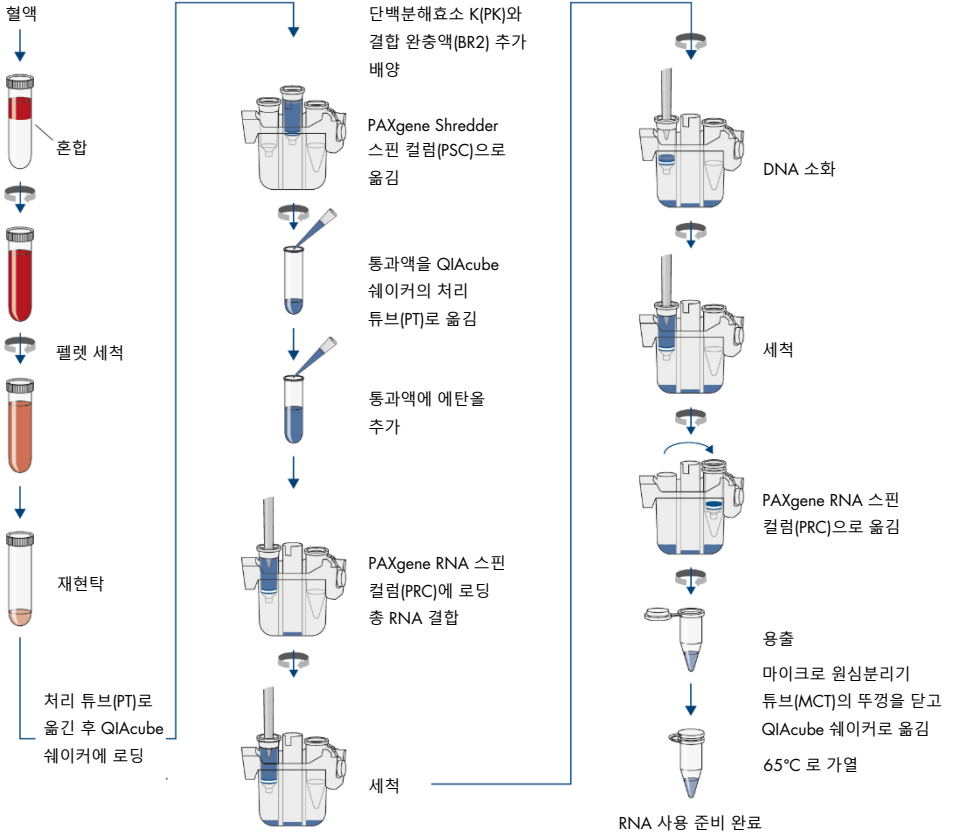 혈액
혼합
펠렛 세척
재현탁
처리 튜브(PT)로
옮긴 후 QIAcube
쉐이커에 로딩
단백분해효소 K(PK)와
결합 완충액(BR2) 추가
배양
PAXgene Shredder
스핀 컬럼(PSC)으로
옮김
통과액을 QIAcube
쉐이커의 처리
튜브(PT)로 옮김
통과액에 에탄올
추가
PAXgene RNA 스핀
컬럼(PRC)에 로딩
총 RNA 결합
세척
DNA 소화
세척
PAXgene RNA 스핀
컬럼(PRC)으로 옮김
용출
마이크로 원심분리기
튜브(MCT)의 뚜껑을 닫고
QIAcube 쉐이커로 옮김
65°C 로 가열
RNA 사용 준비 완료